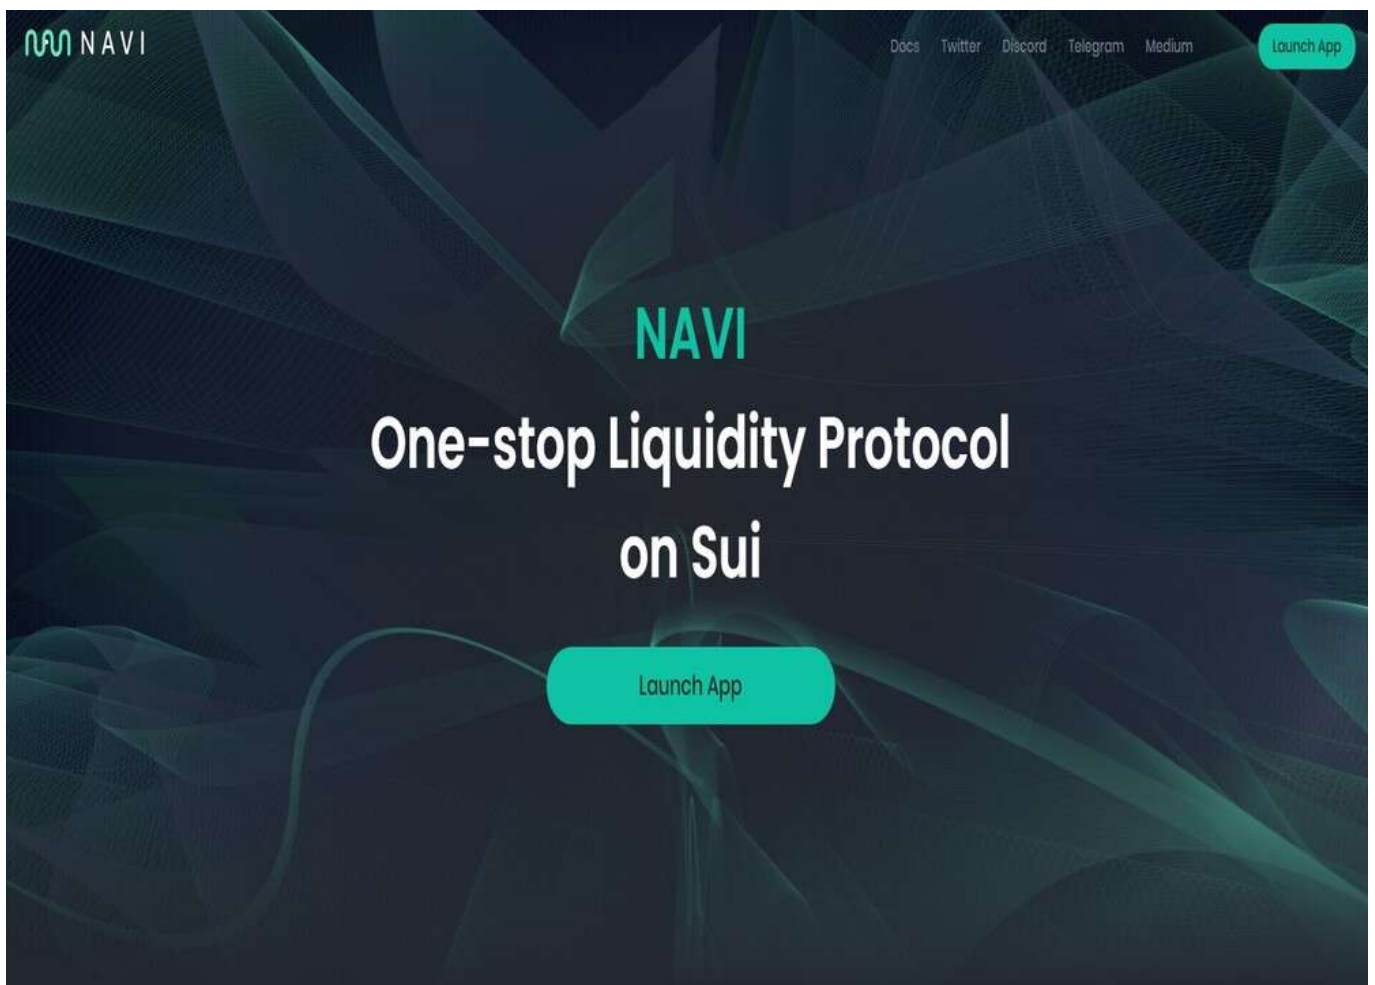 NAVI
Docs Twitter Discord Telegram Medium
Launch App
NAVI
One-stop Liquidity Protocol
on Sui
Launch App